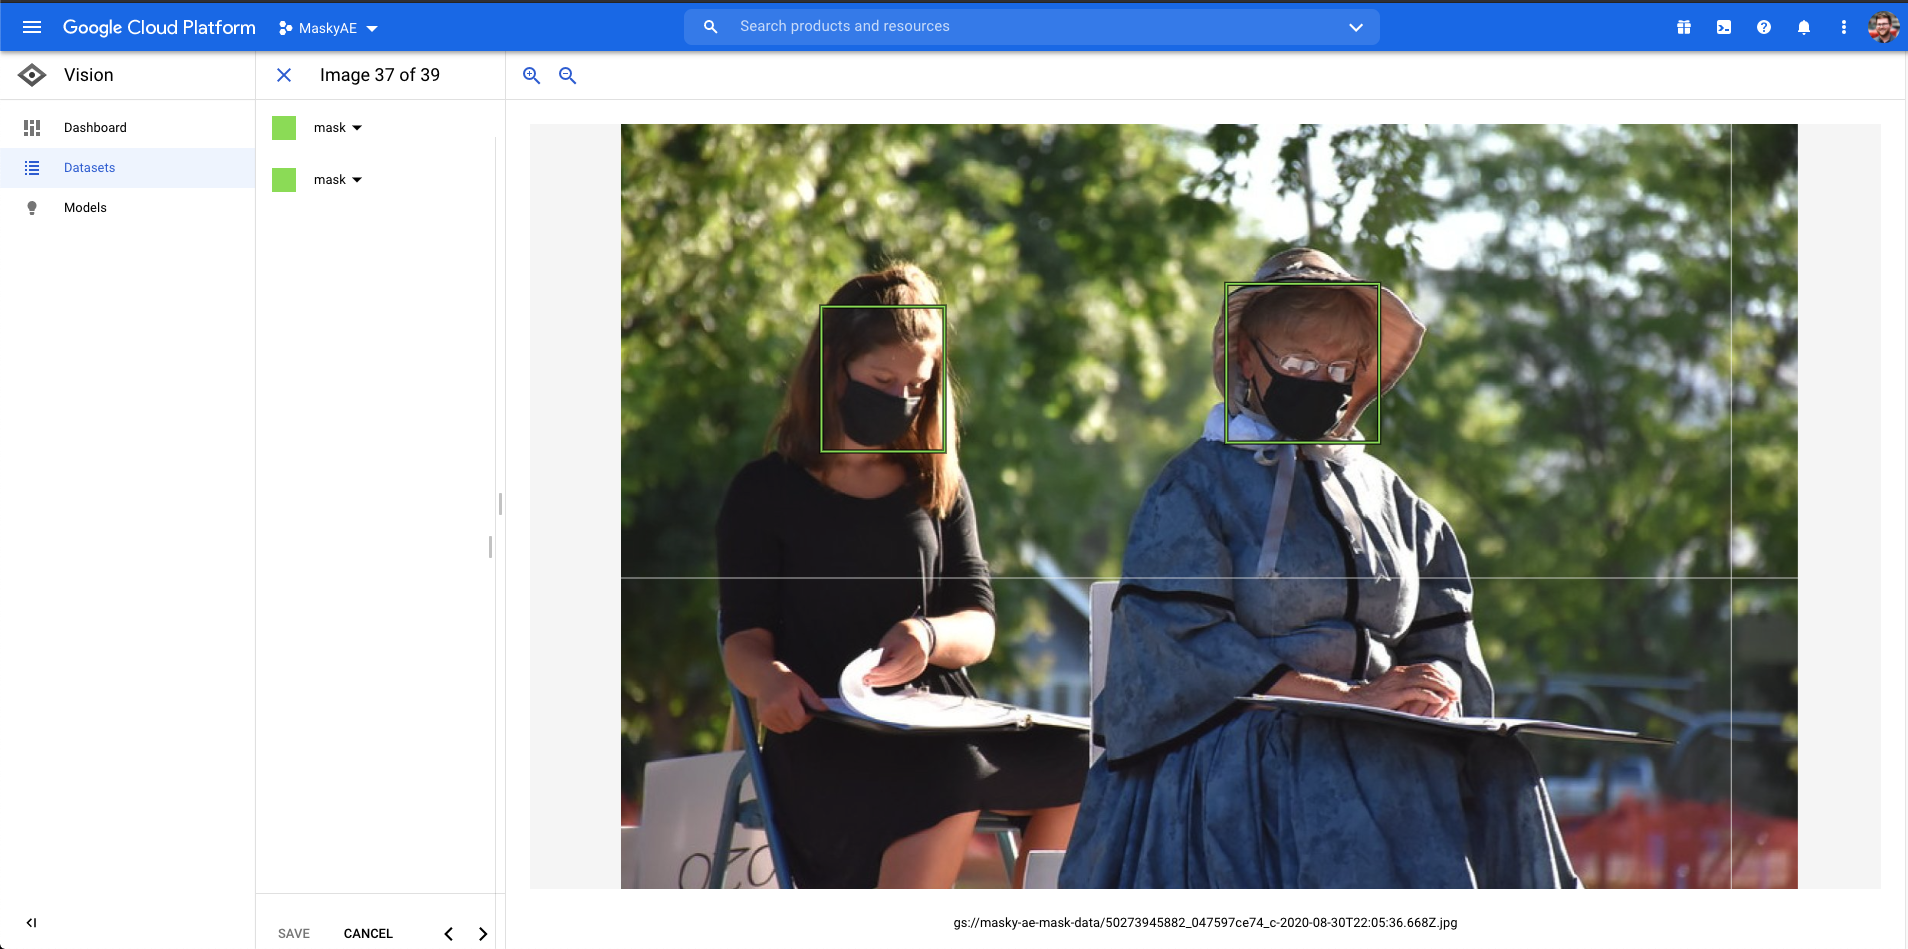 Google Cloud Platform
MaskyAE
Search products and resources
Vision
Image 37 of 39
Dashboard
Datasets
Models
mask
mask
OZO
SAVE
CANCEL
gs://masky-ae-mask-data/50273945882_047597ce74_c-2020-08-30T22:05:36.668Z.jpg